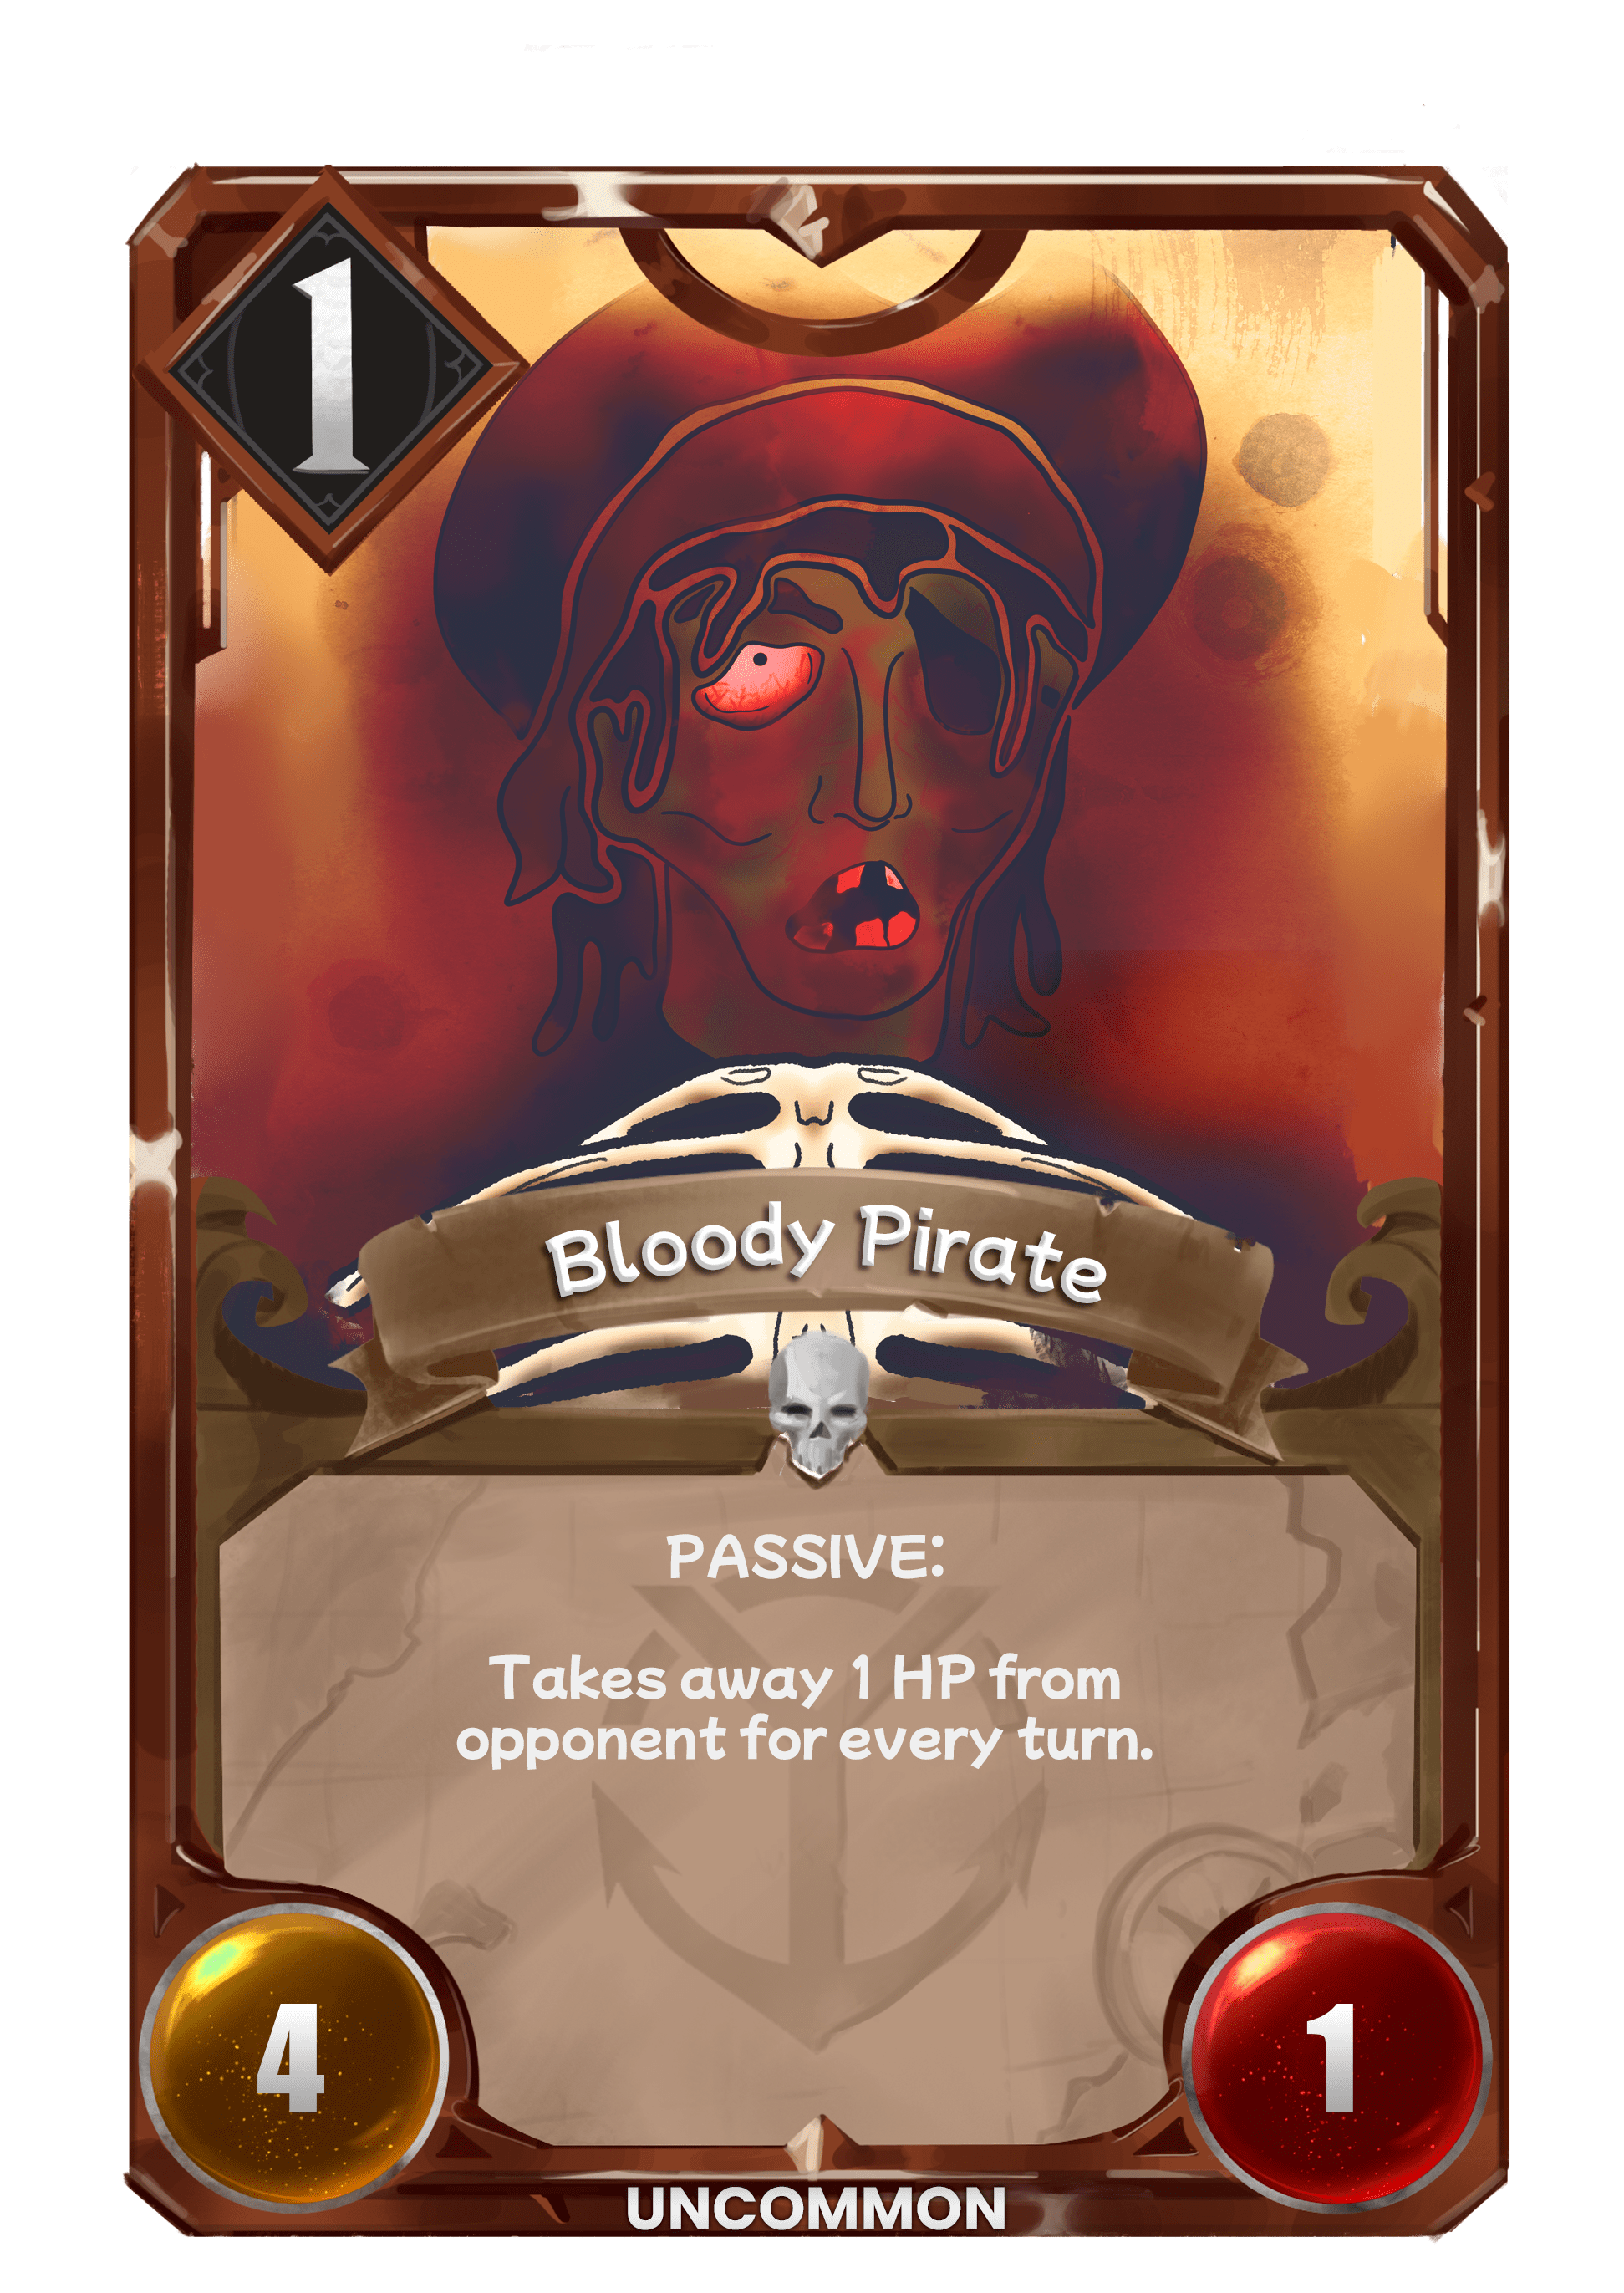 1
Bloody Pirate
PASSIVE:
Takes away 1 HP from
opponent for every turn.
4
1
UNCOMMON